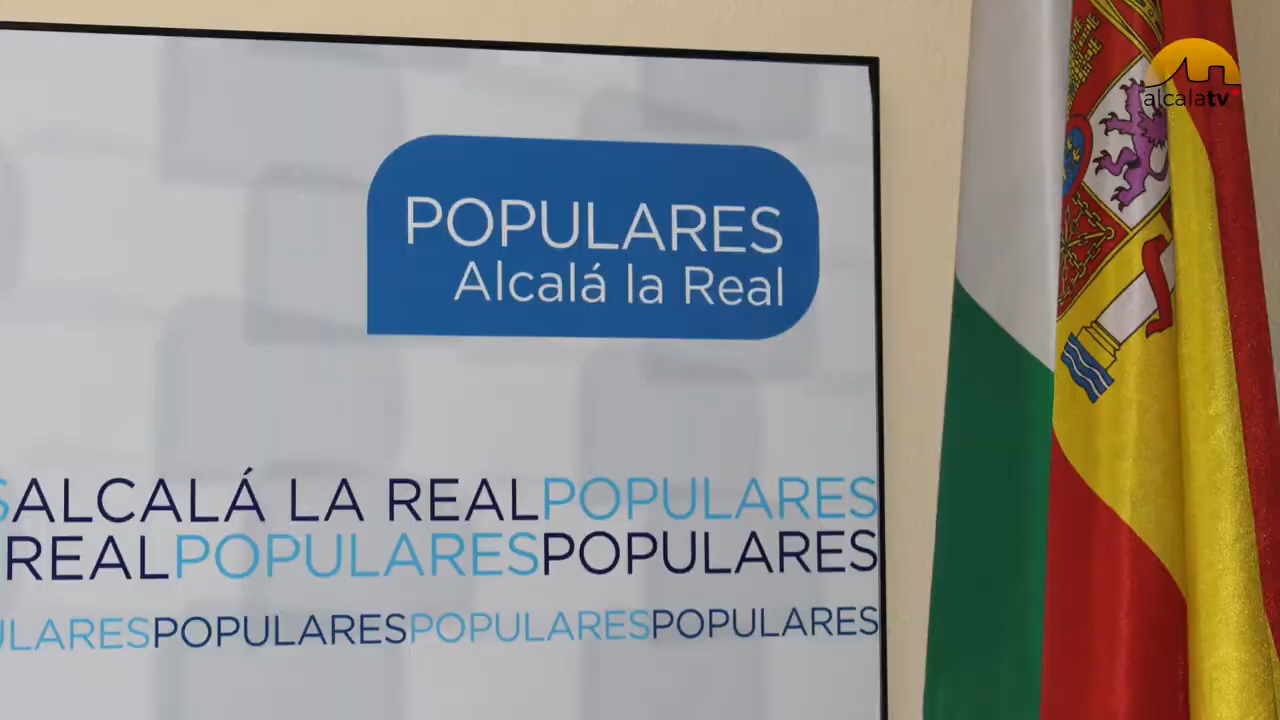 alcalatv
POPULARES
Alcalá la Real
SALCALÁ LA REALPOPULARES
REALPOPULARESPOPULARES
ULARESPOPULARESPOPULARESPOPULARES